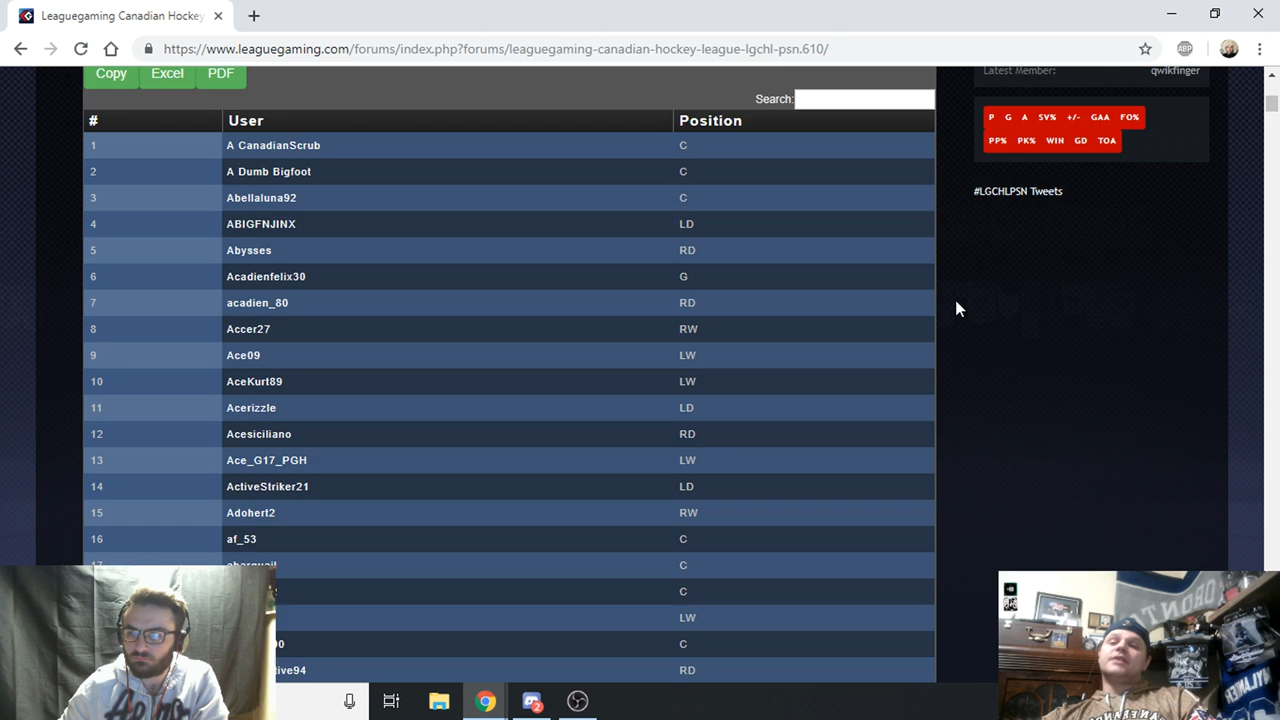 Leaguegaming Canadian Hockey
https://www.leaguegaming.com/forums/index.php?forums/leaguegaming-canadian-hockey-league-lgchl-psn.610/
ABP
Copy Excel PDF
Latest Member: qwikfinger
Search:
P G A SV% +/- GAA FO%
PP% PK% WIN GD TOA
#LGCHLPSN Tweets
# User Position
1 A CanadianScrub C
2 A Dumb Bigfoot C
3 Abellaluna92 C
4 ABIGFNJINX LD
5 Abysses RD
6 Acadienfelix30 G
7 acadien_80 RD
8 Accer27 RW
9 Ace09 LW
10 AceKurt89 LW
11 Acerizzle LD
12 Acesiciliano RD
13 Ace_G17_PGH LW
14 ActiveStriker21 LD
15 Adohert2 RW
16 af_53 C
C
C
LW
C
RD
2